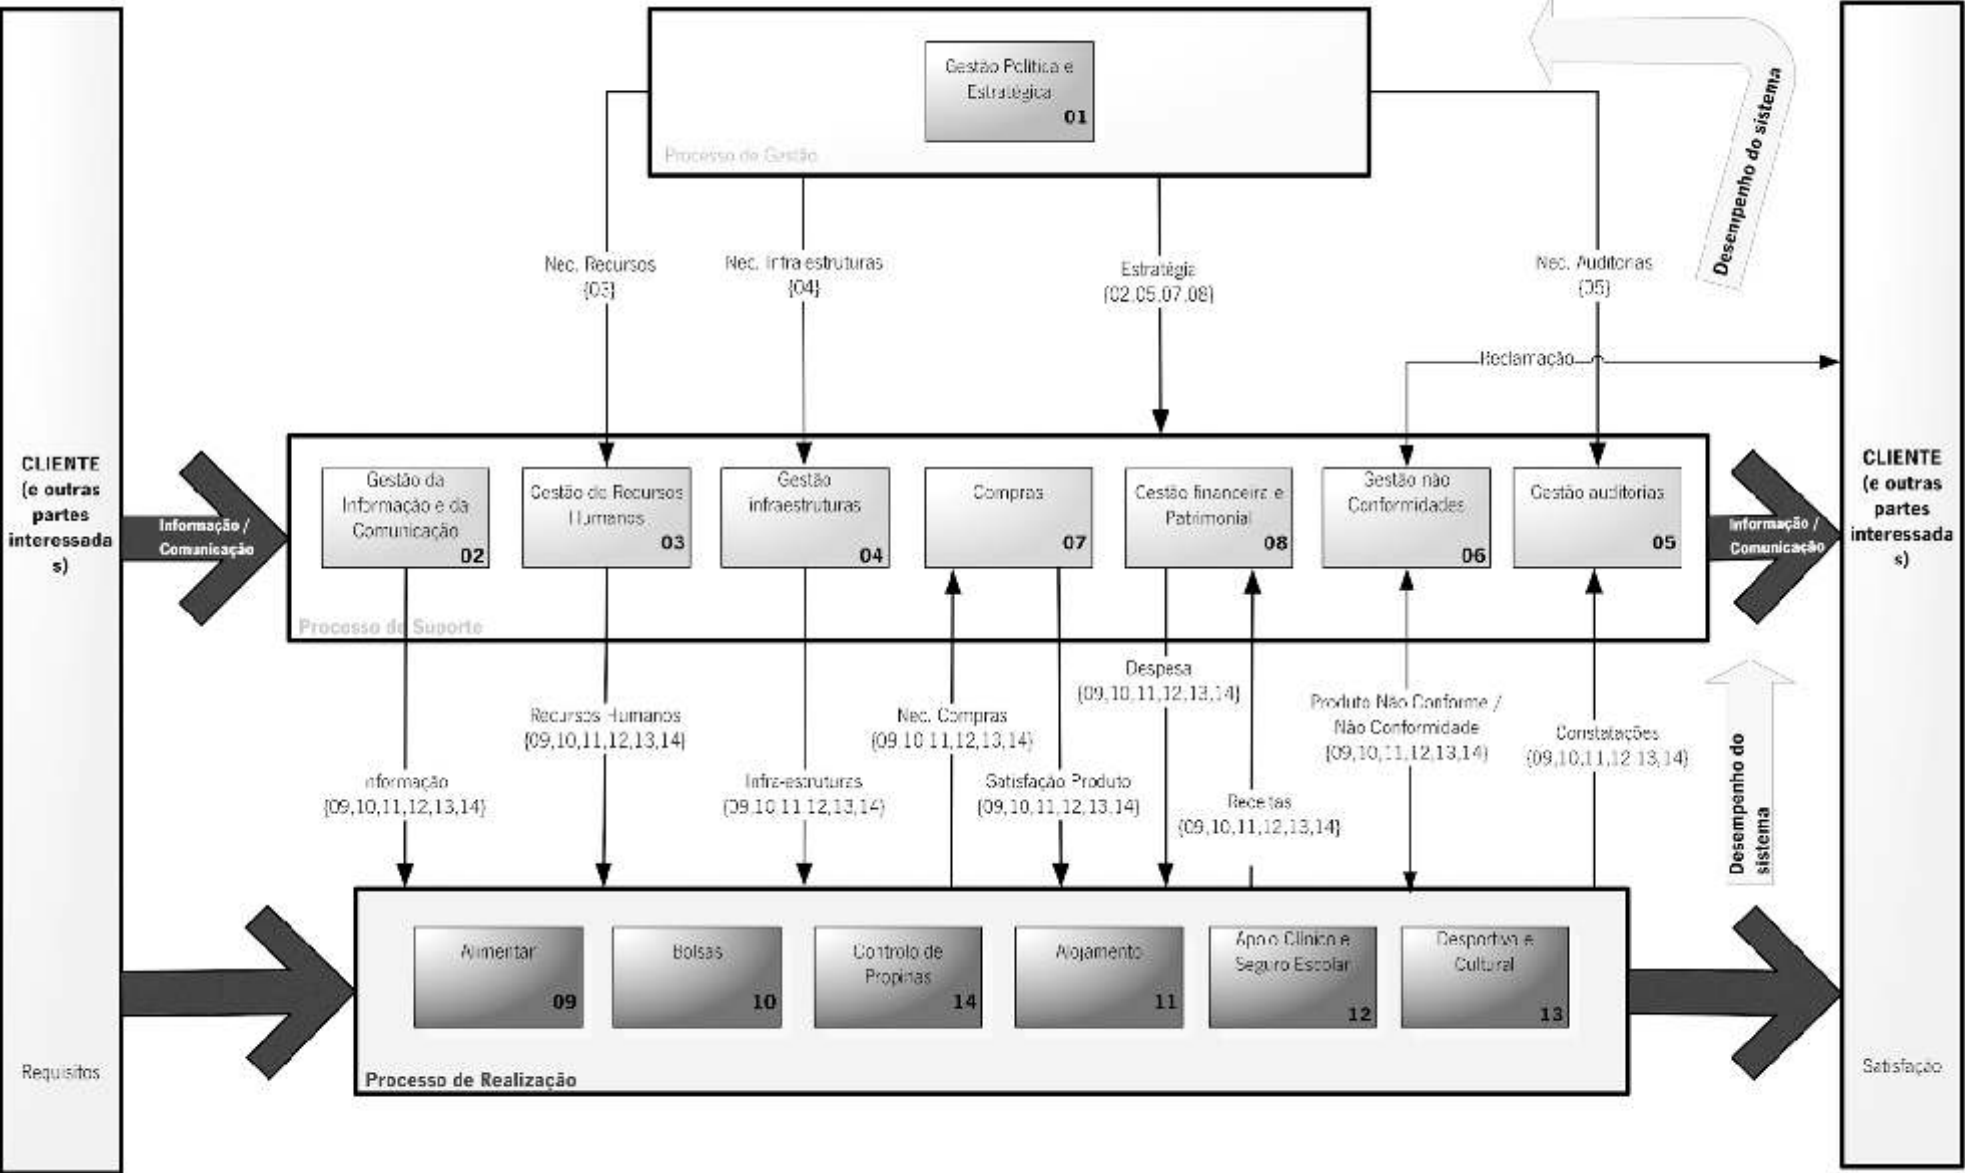 Gestão Política e
Estratégica
01
Processo de Gestão
Desempenho do sistema
Nec. Recursos
{03}
Nec. Infra estruturas
{04}
Estratégia
{02,05,07,08}
Nec. Auditorias
{05}
Reclamação
CLIENTE
(e outras
partes
interessada
s)
Requisitos
Informação /
Comunicação
Gestão da
Informação e da
Comunicação
02
Gestão de Recursos
Humanos
03
Gestão
infraestruturas
04
Compras
07
Gestão financeira e
Patrimonial
08
Gestão não
Conformidades
06
Gestão auditorias
05
Processo de Suporte
Informação /
Comunicação
CLIENTE
(e outras
partes
interessada
s)
Satisfação
Informação
{09,10,11,12,13,14}
Recursos Humanos
{09,10,11,12,13,14}
Infra-estruturas
{09,10,11,12,13,14}
Nec. Compras
{09,10,11,12,13,14}
Satisfação Produto
{09,10,11,12,13,14}
Despesa
{09,10,11,12,13,14}
Receitas
{09,10,11,12,13,14}
Produto Não Conforme /
Não Conformidade
{09,10,11,12,13,14}
Constatações
{09,10,11,12,13,14}
Desempenho do
sistema
Alimentar
09
Bolsas
10
Controlo de
Propinas
14
Alojamento
11
Apoio Clínico e
Seguro Escolar
12
Desportivo e
Cultural
13
Processo de Realização